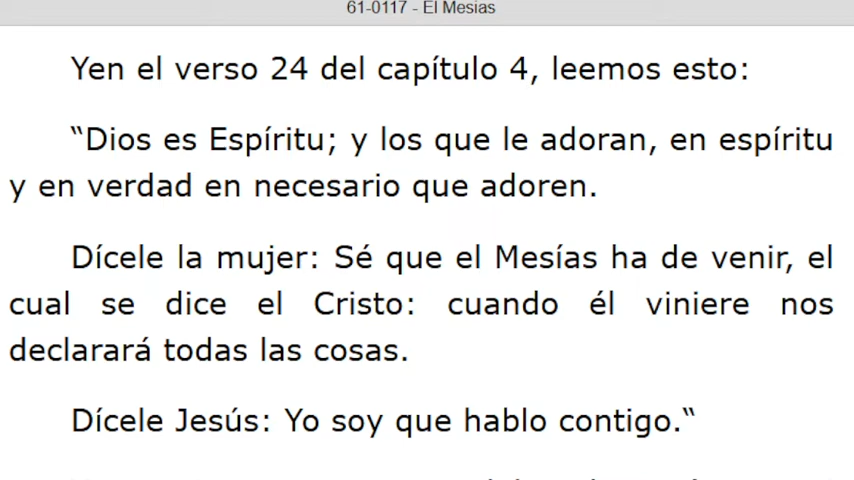 61-0117 - El Mesias
Yen el verso 24 del capítulo 4, leemos esto:
“Dios es Espíritu; y los que le adoran, en espíritu
y en verdad en necesario que adoren.
Dícele la mujer: Sé que el Mesías ha de venir, el
cual se dice el Cristo: cuando él viniere nos
declarará todas las cosas.
Dícele Jesús: Yo soy que hablo contigo.“